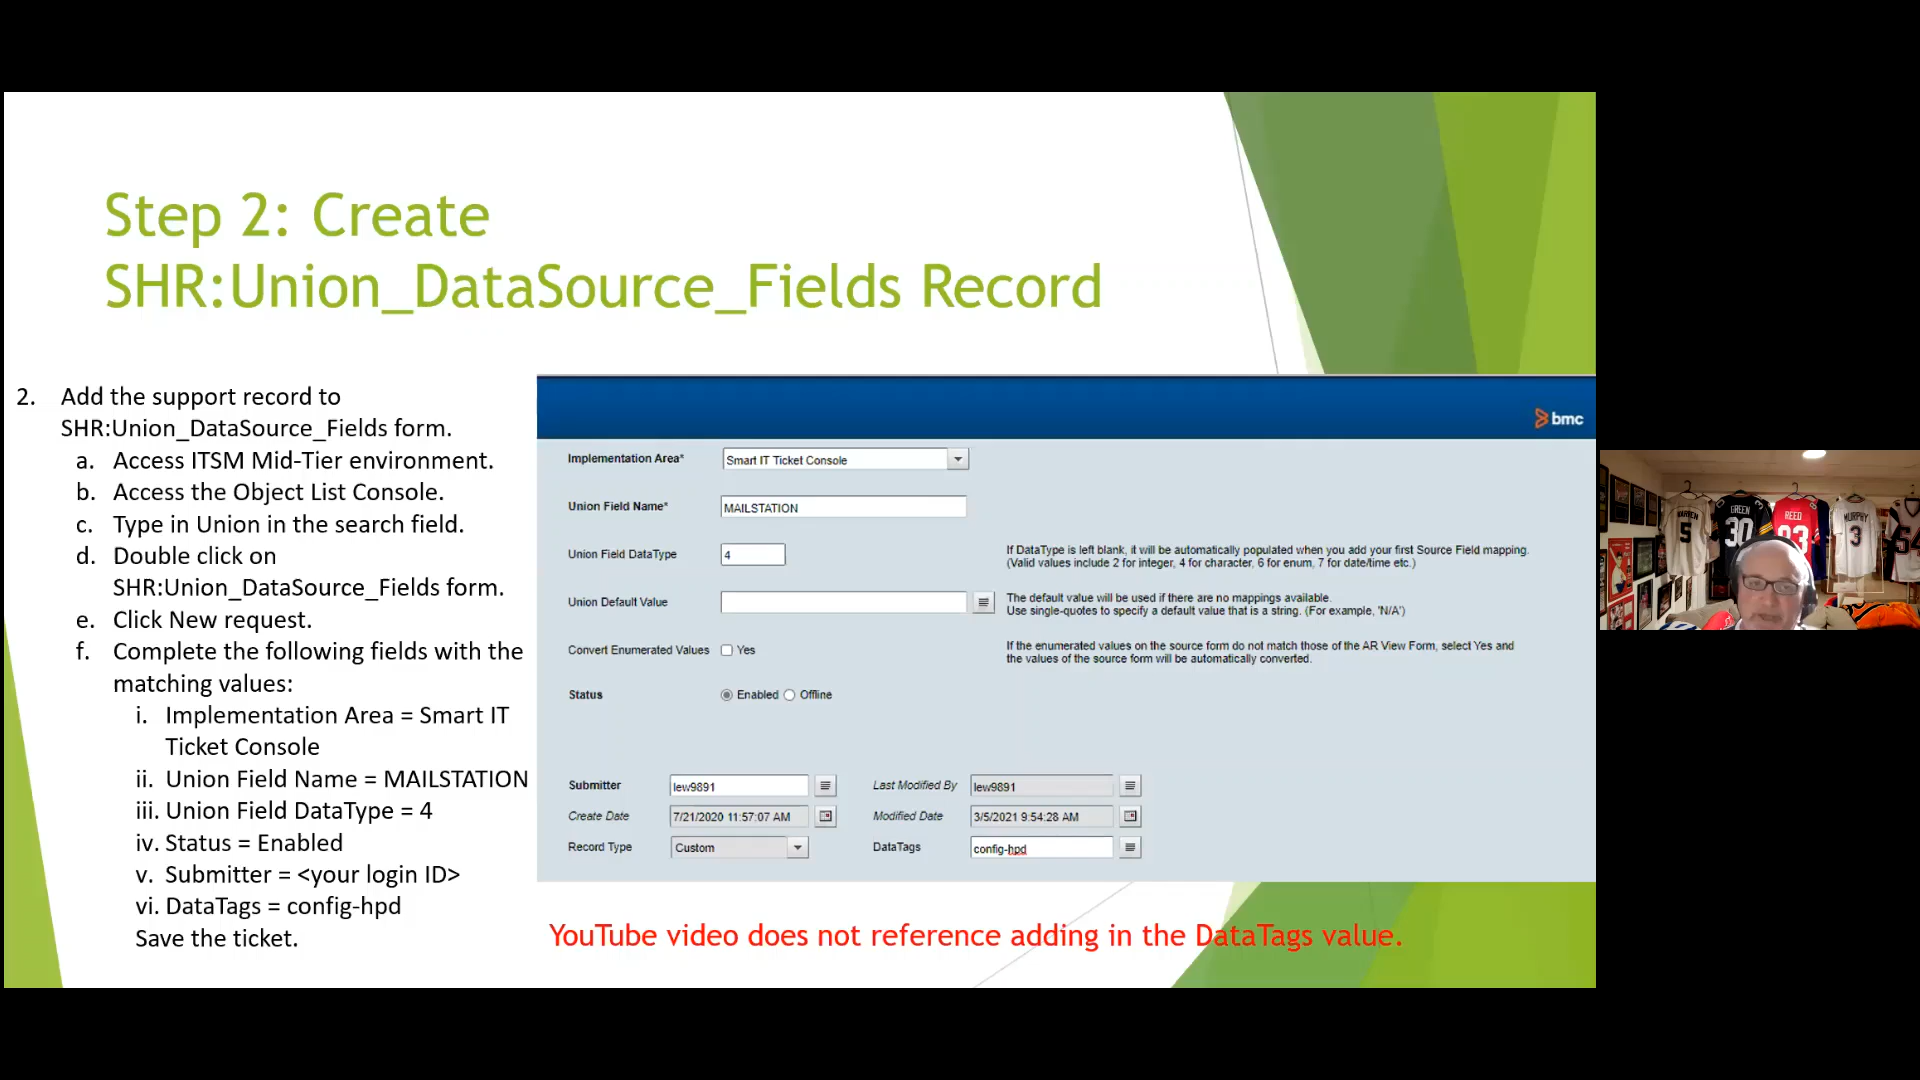 Step 2: Create
SHR:Union_DataSource_Fields Record
2. Add the support record to
SHR:Union_DataSource_Fields form.
a. Access ITSM Mid-Tier environment.
b. Access the Object List Console.
c. Type in Union in the search field.
d. Double click on
SHR:Union_DataSource_Fields form.
e. Click New request.
f. Complete the following fields with the
matching values:
i. Implementation Area = Smart IT
Ticket Console
ii. Union Field Name = MAILSTATION
iii. Union Field DataType = 4
iv. Status = Enabled
v. Submitter = <your login ID>
vi. DataTags = config-hpd
Save the ticket.
bmc
Implementation Area* Smart IT Ticket Console
Union Field Name* MAILSTATION
Union Field DataType 4
If DataType is left blank, it will be automatically populated when you add your first Source Field mapping.
(Valid values include 2 for integer, 4 for character, 6 for enum, 7 for date/time etc.)
Union Default Value
The default value will be used if there are no mappings available.
Use single-quotes to specify a default value that is a string. (For example, 'N/A')
Convert Enumerated Values Yes
If the enumerated values on the source form do not match those of the AR View Form, select Yes and
the values of the source form will be automatically converted.
Status Enabled Offline
Submitter lew9891 Last Modified By lew9891
Create Date 7/21/2020 11:57:07 AM Modified Date 3/5/2021 9:54:28 AM
Record Type Custom DataTags config-hpd
YouTube video does not reference adding in the DataTags value.
WARREN
5
GREEN
30
REED
83
MURPHY
3
54